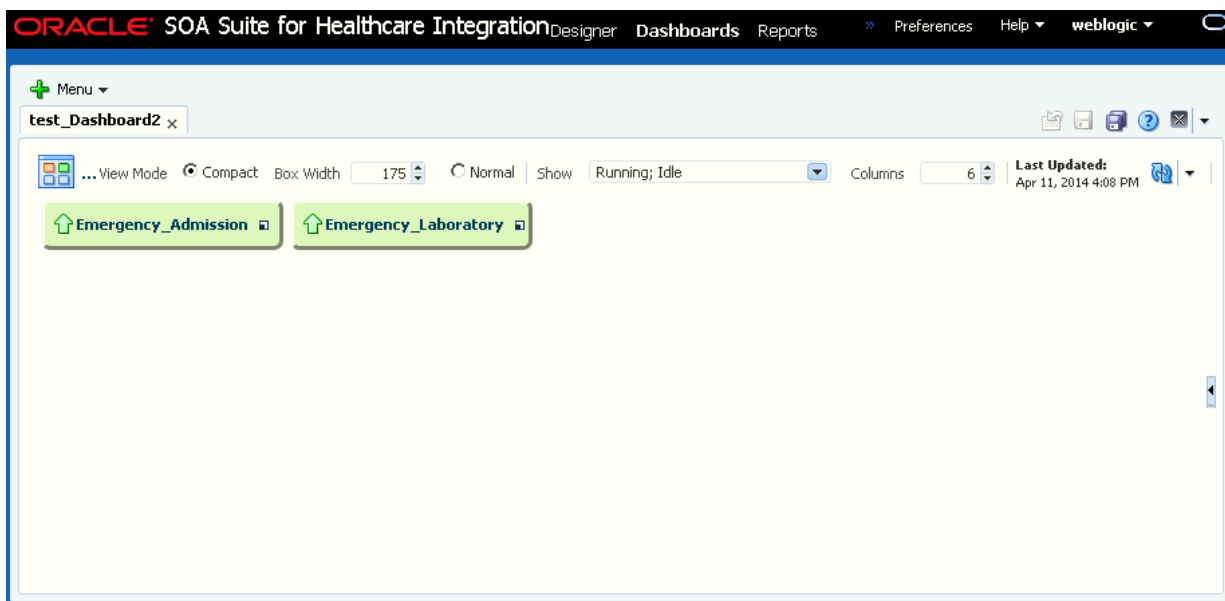 ORACLE SOA Suite for Healthcare Integration Designer Dashboards Reports » Preferences Help weblogic
Menu
test_Dashboard2
... View Mode Compact Box Width 175 Normal Show Running; Idle Columns 6 Last Updated:
Apr 11, 2014 4:08 PM
Emergency_Admission Emergency_Laboratory